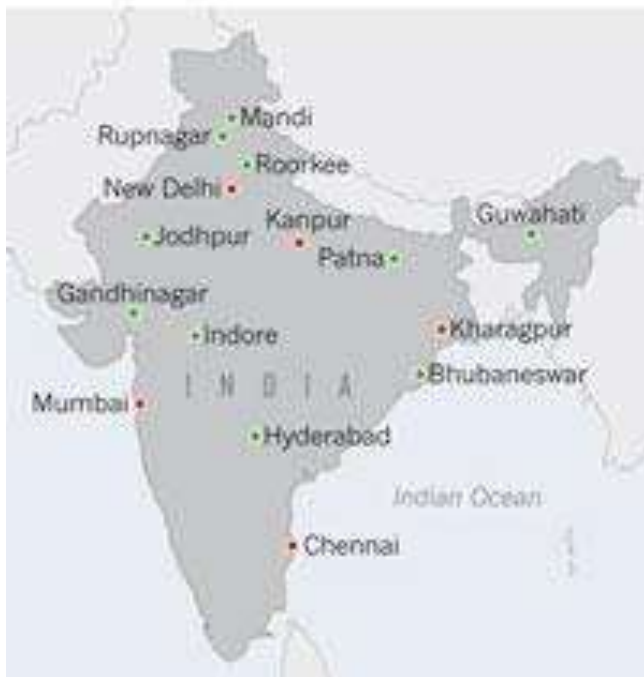 Mandi
Rupnagar
Roorkee
New Delhi
Kanpur
Guwahati
Jodhpur
Patna
Gandhinagar
Indore
Kharagpur
INDIA
Bhubaneswar
Mumbai
Hyderabad
Indian Ocean
Chennai